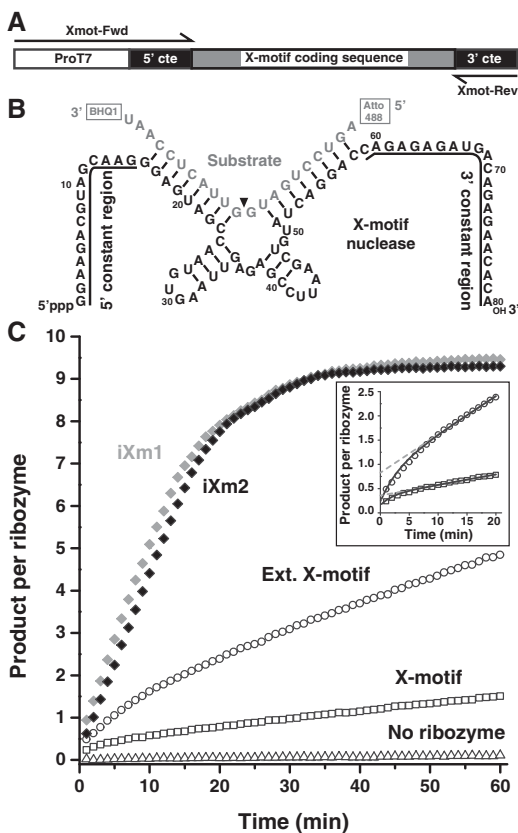 A
Xmot-Fwd
ProT7 5' cte X-motif coding sequence 3' cte
Xmot-Rev
B
3' BHQ1
Atto
488 5'
Substrate
X-motif
nuclease
5' constant region
3' constant region
10
20
30
40
50
60
70
80
5'ppp
OH 3'
C
Product per ribozyme
10
9
8
7
6
5
4
3
2
1
0
iXm1
iXm2
Ext. X-motif
X-motif
No ribozyme
0 10 20 30 40 50 60
Time (min)
Product per ribozyme
2.5
2.0
1.5
1.0
0.5
0.0
0 5 10 15 20
Time (min)